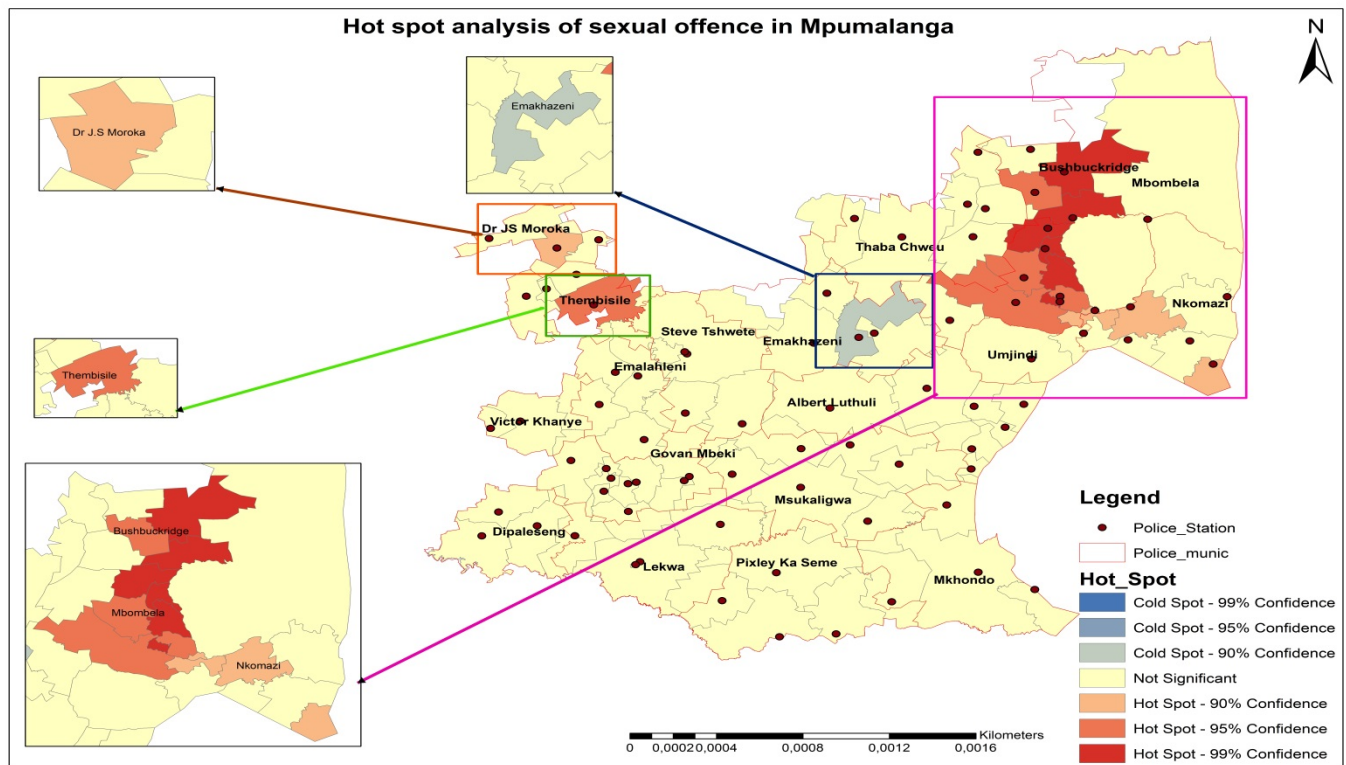 Hot spot analysis of sexual offence in Mpumalanga
N
Dr J.S Moroka
Emakhazeni
Bushbuckridge
Mbombela
Dr JS Moroka
Thaba Chweu
Thembisile
Nkomazi
Steve Tshwete
Emakhazeni
Umjindi
Thembisile
Emalahleni
Albert Luthuli
Victor Khanye
Govan Mbeki
Msukaligwa
Bushbuckridge
Dipaleseng
Lekwa
Pixley Ka Seme
Mkhondo
Mbombela
Nkomazi
Legend
Police_Station
Police_munic
Hot_Spot
Cold Spot - 99% Confidence
Cold Spot - 95% Confidence
Cold Spot - 90% Confidence
Not Significant
Hot Spot - 90% Confidence
Hot Spot - 95% Confidence
Hot Spot - 99% Confidence
Kilometers
0 0,00020,0004 0,0008 0,0012 0,0016